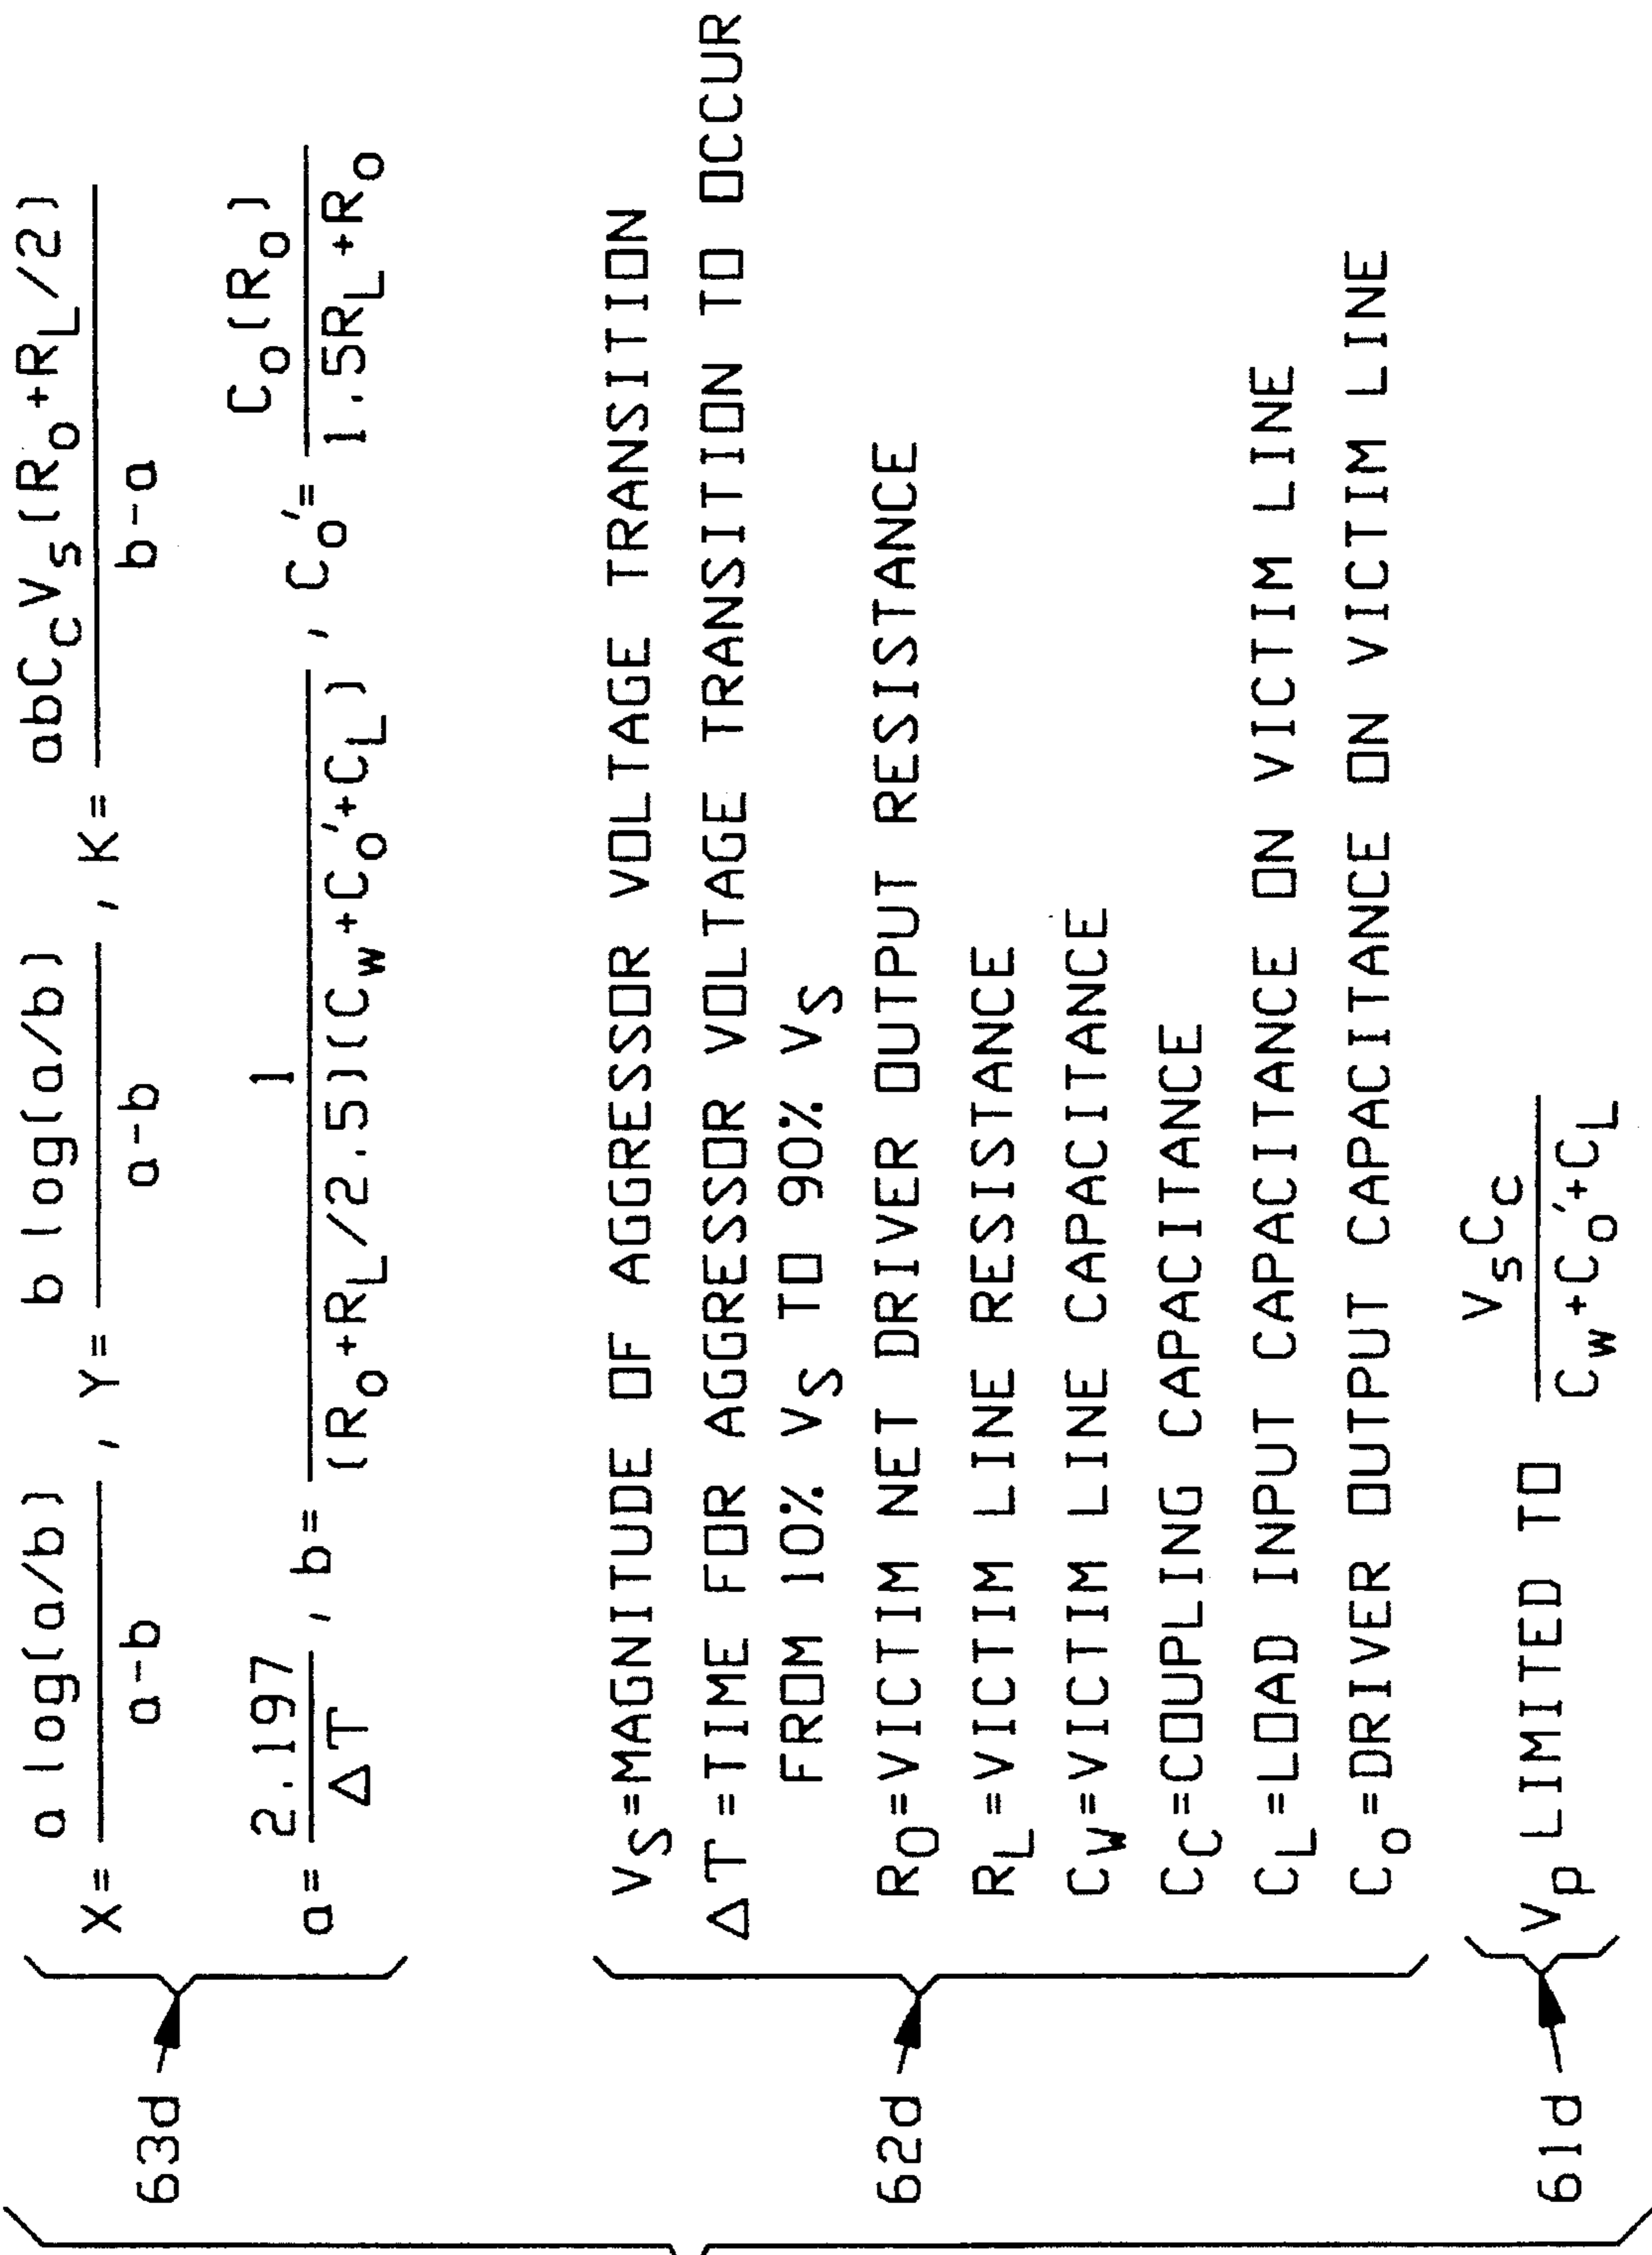 63d X = a log(a/b) / a-b , Y = b log(a/b) / a-b , K = abC_c V_s (R_o + R_L/2) / b-a
a = 2.197 / ΔT , b = 1 / (R_o + R_L/2.5)(C_w + C_o' + C_L) , C_o' = C_o(R_o) / 1.5R_L + R_o
62d V_S = MAGNITUDE OF AGGRESSOR VOLTAGE TRANSITION
ΔT = TIME FOR AGGRESSOR VOLTAGE TRANSITION TO OCCUR
FROM 10% V_S TO 90% V_S
R_O = VICTIM NET DRIVER OUTPUT RESISTANCE
R_L = VICTIM LINE RESISTANCE
C_W = VICTIM LINE CAPACITANCE
C_C = COUPLING CAPACITANCE
C_L = LOAD INPUT CAPACITANCE ON VICTIM LINE
C_o = DRIVER OUTPUT CAPACITANCE ON VICTIM LINE
61d V_p LIMITED TO V_s C_c / C_w + C_o' + C_L